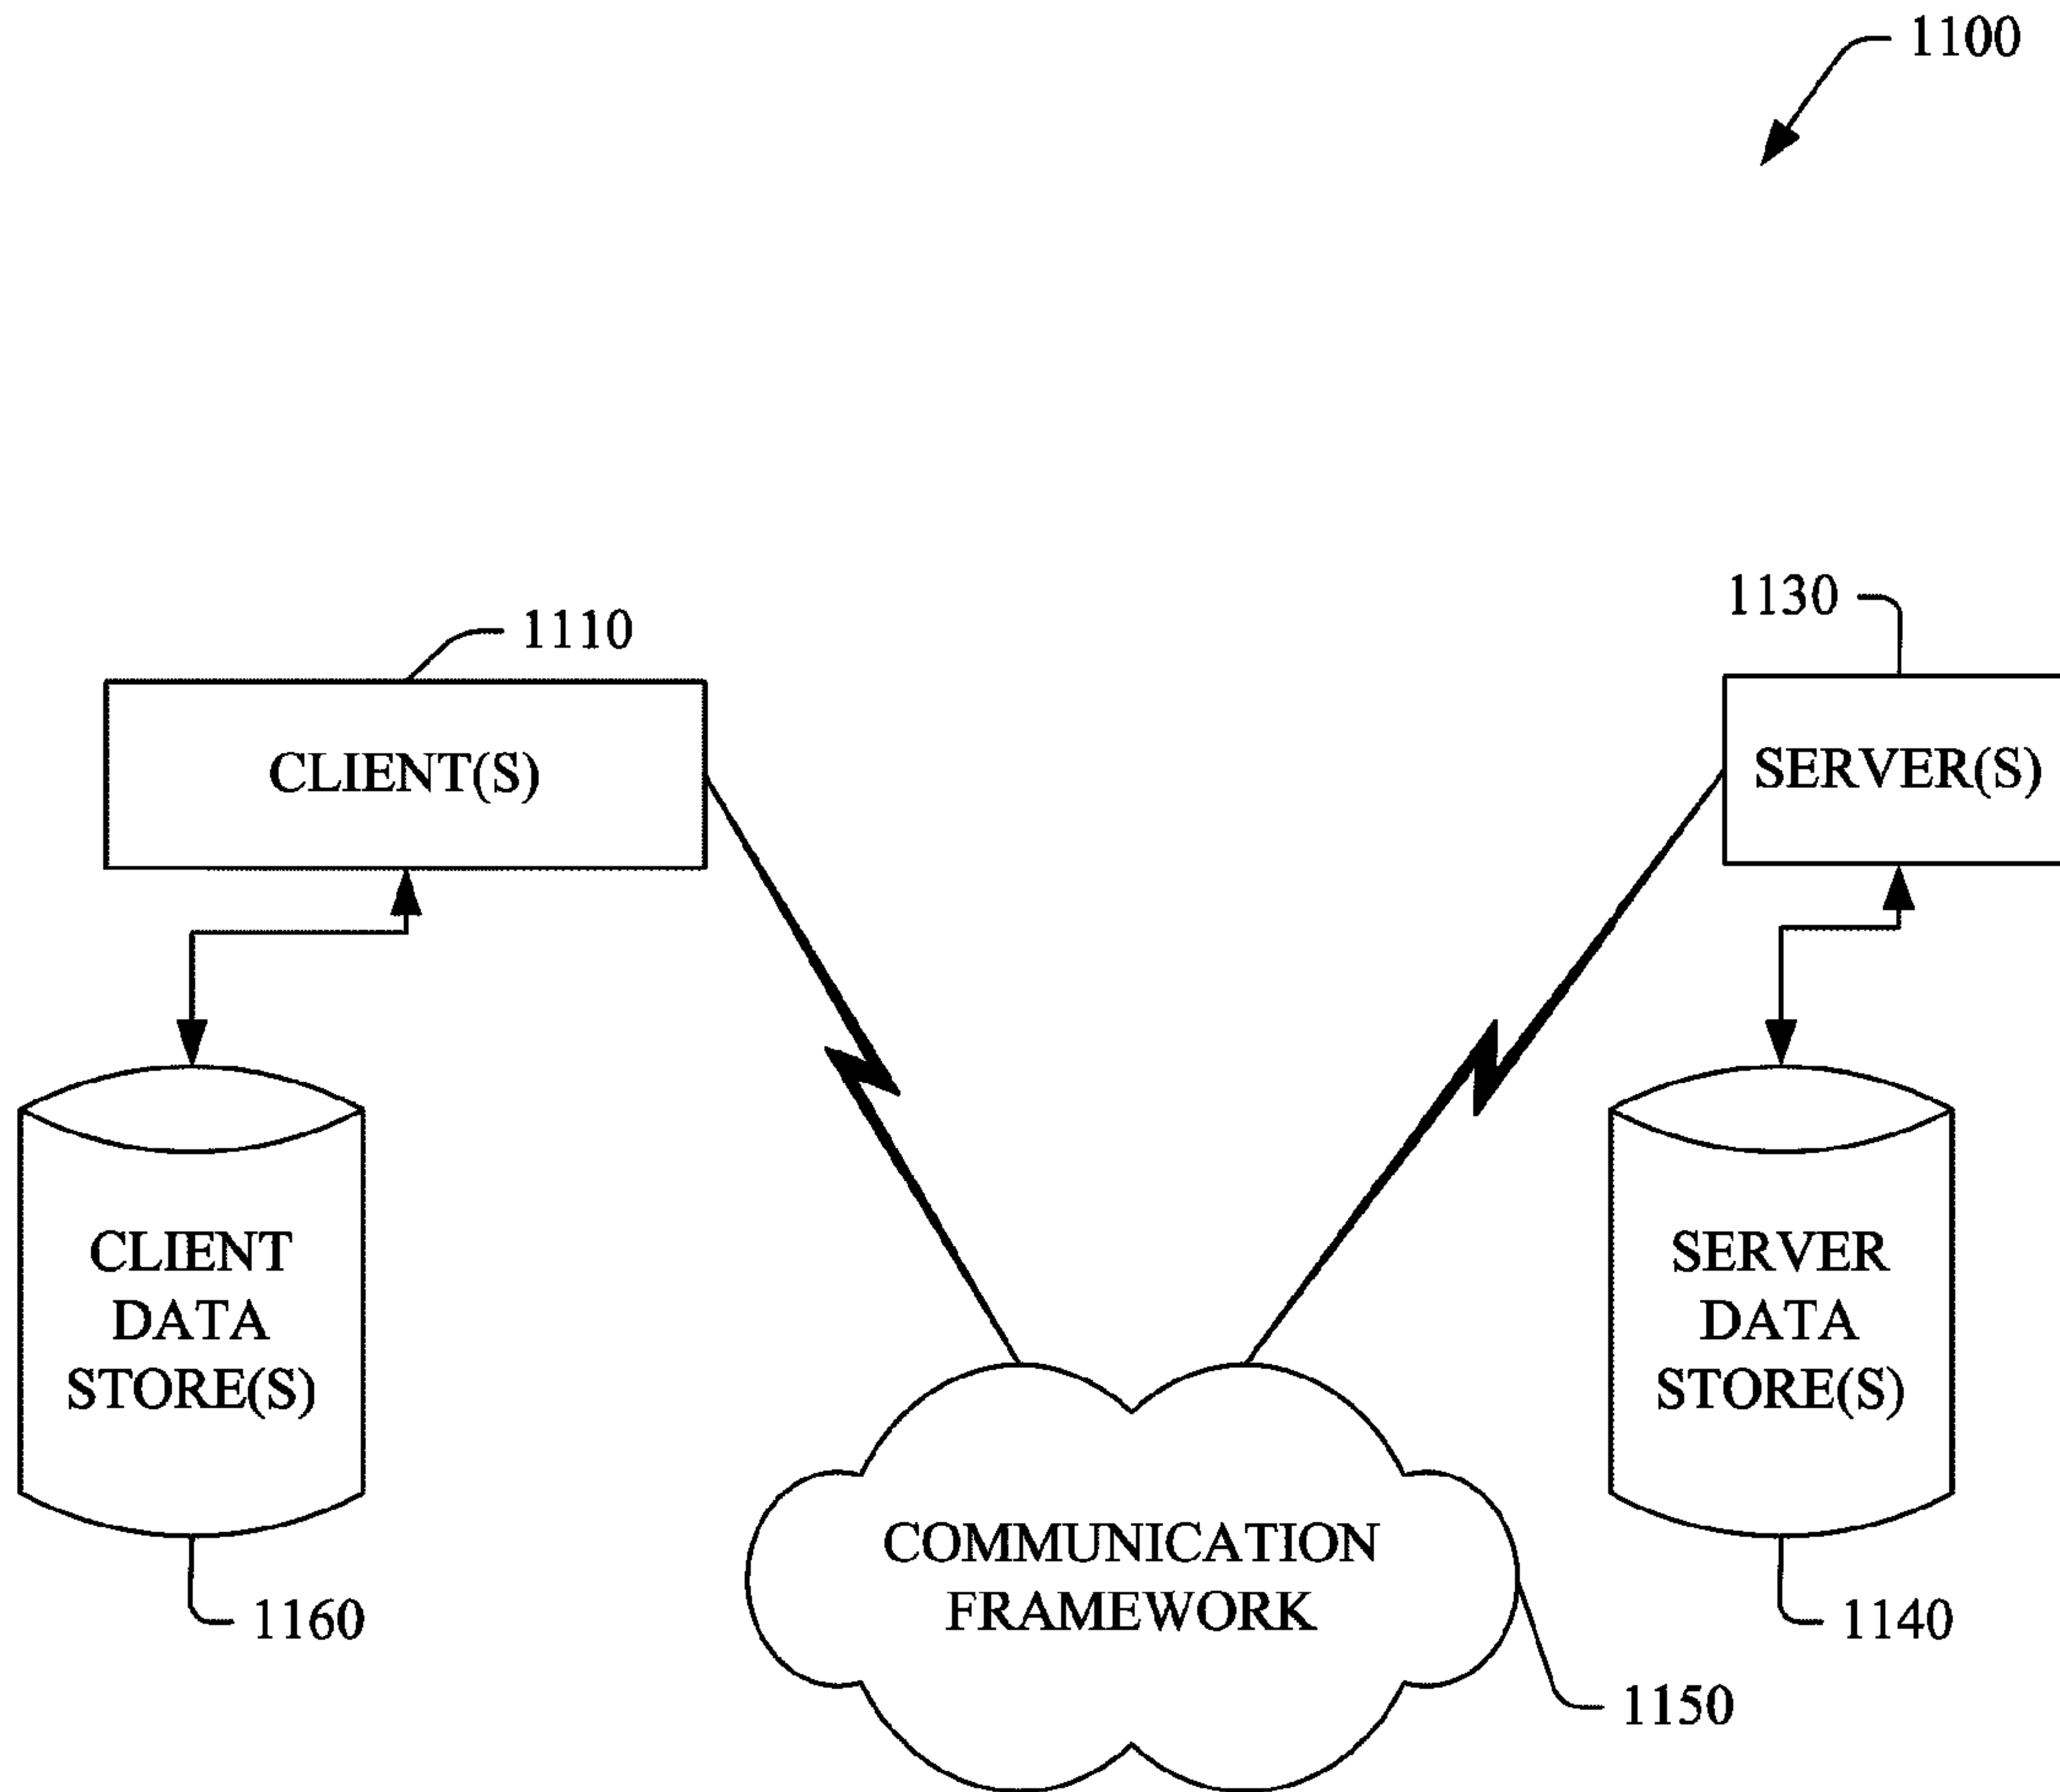 1100
1110
1130
CLIENT(S)
SERVER(S)
CLIENT
DATA
STORE(S)
SERVER
DATA
STORE(S)
COMMUNICATION
FRAMEWORK
1160
1140
1150